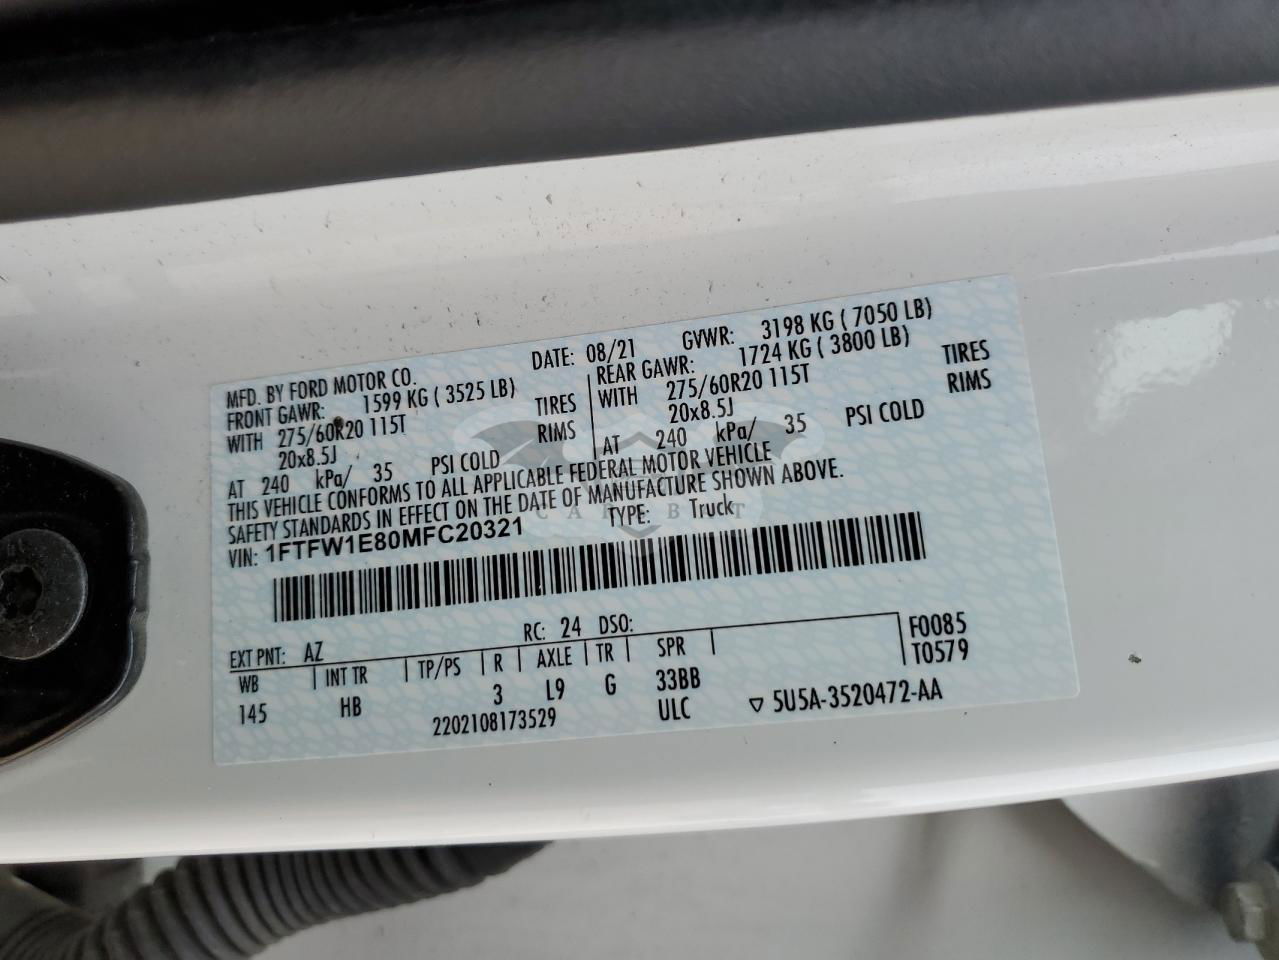 MFD. BY FORD MOTOR CO. DATE: 08/21 GVWR: 3198 KG ( 7050 LB)
FRONT GAWR: 1599 KG ( 3525 LB) REAR GAWR: 1724 KG ( 3800 LB)
WITH 275/60R20 115T TIRES WITH 275/60R20 115T TIRES
20x8.5J RIMS 20x8.5J RIMS
AT 240 kPa/ 35 PSI COLD AT 240 kPa/ 35 PSI COLD
THIS VEHICLE CONFORMS TO ALL APPLICABLE FEDERAL MOTOR VEHICLE
SAFETY STANDARDS IN EFFECT ON THE DATE OF MANUFACTURE SHOWN ABOVE.
VIN: 1FTFW1E80MFC20321 TYPE: Truck
EXT PNT: AZ RC: 24 DSO: F0085
WB INT TR TP/PS R AXLE TR SPR T0579
145 HB 3 L9 G 33BB
2202108173529 ULC ▽ 5U5A-3520472-AA